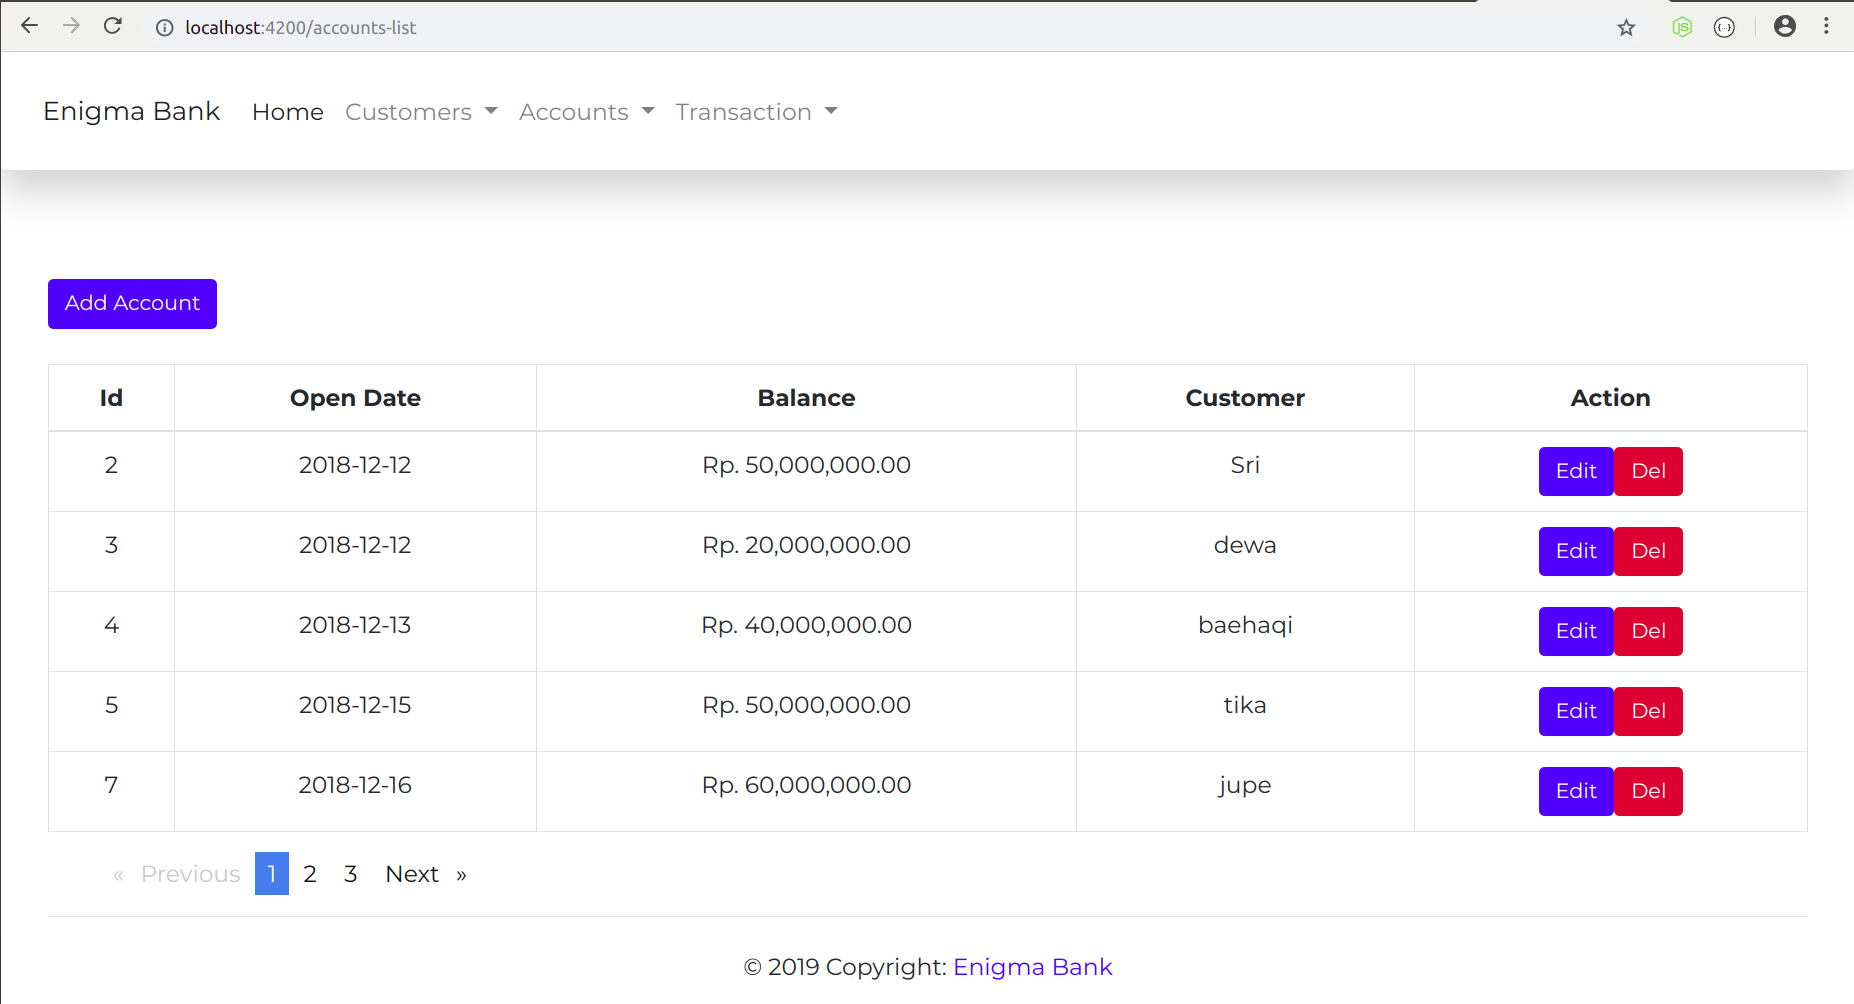 localhost:4200/accounts-list
Enigma Bank Home Customers Accounts Transaction
Add Account
Id Open Date Balance Customer Action
2 2018-12-12 Rp. 50,000,000.00 Sri Edit Del
3 2018-12-12 Rp. 20,000,000.00 dewa Edit Del
4 2018-12-13 Rp. 40,000,000.00 baehaqi Edit Del
5 2018-12-15 Rp. 50,000,000.00 tika Edit Del
7 2018-12-16 Rp. 60,000,000.00 jupe Edit Del
« Previous 1 2 3 Next »
© 2019 Copyright: Enigma Bank